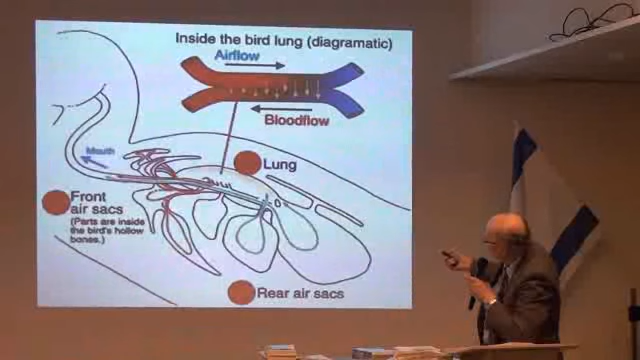 Inside the bird lung (diagramatic)
Airflow
Bloodflow
Mouth
Lung
Front
air sacs
(Parts are inside
the bird's hollow
bones.)
Rear air sacs